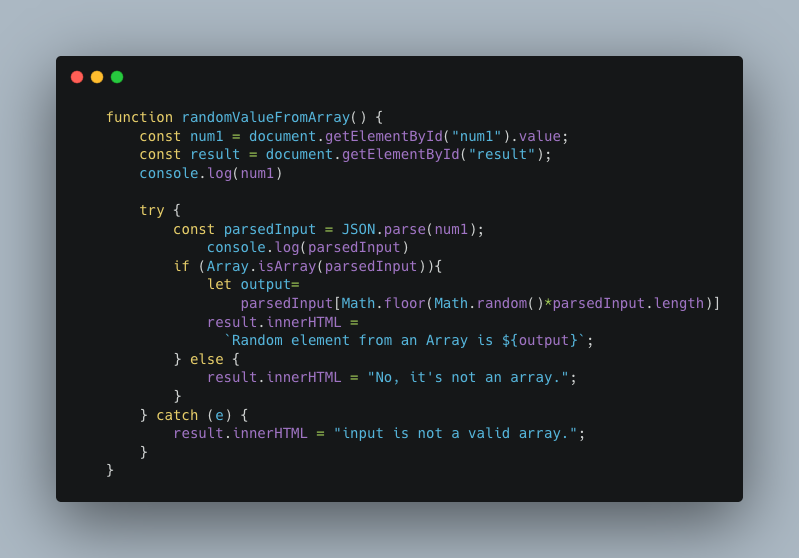 function randomValueFromArray() {
    const num1 = document.getElementById("num1").value;
    const result = document.getElementById("result");
    console.log(num1)

    try {
        const parsedInput = JSON.parse(num1);
            console.log(parsedInput)
        if (Array.isArray(parsedInput)){
            let output=
                parsedInput[Math.floor(Math.random()*parsedInput.length)]
            result.innerHTML =
              `Random element from an Array is ${output}`;
        } else {
            result.innerHTML = "No, it's not an array.";
        }
    } catch (e) {
        result.innerHTML = "input is not a valid array.";
    }
}